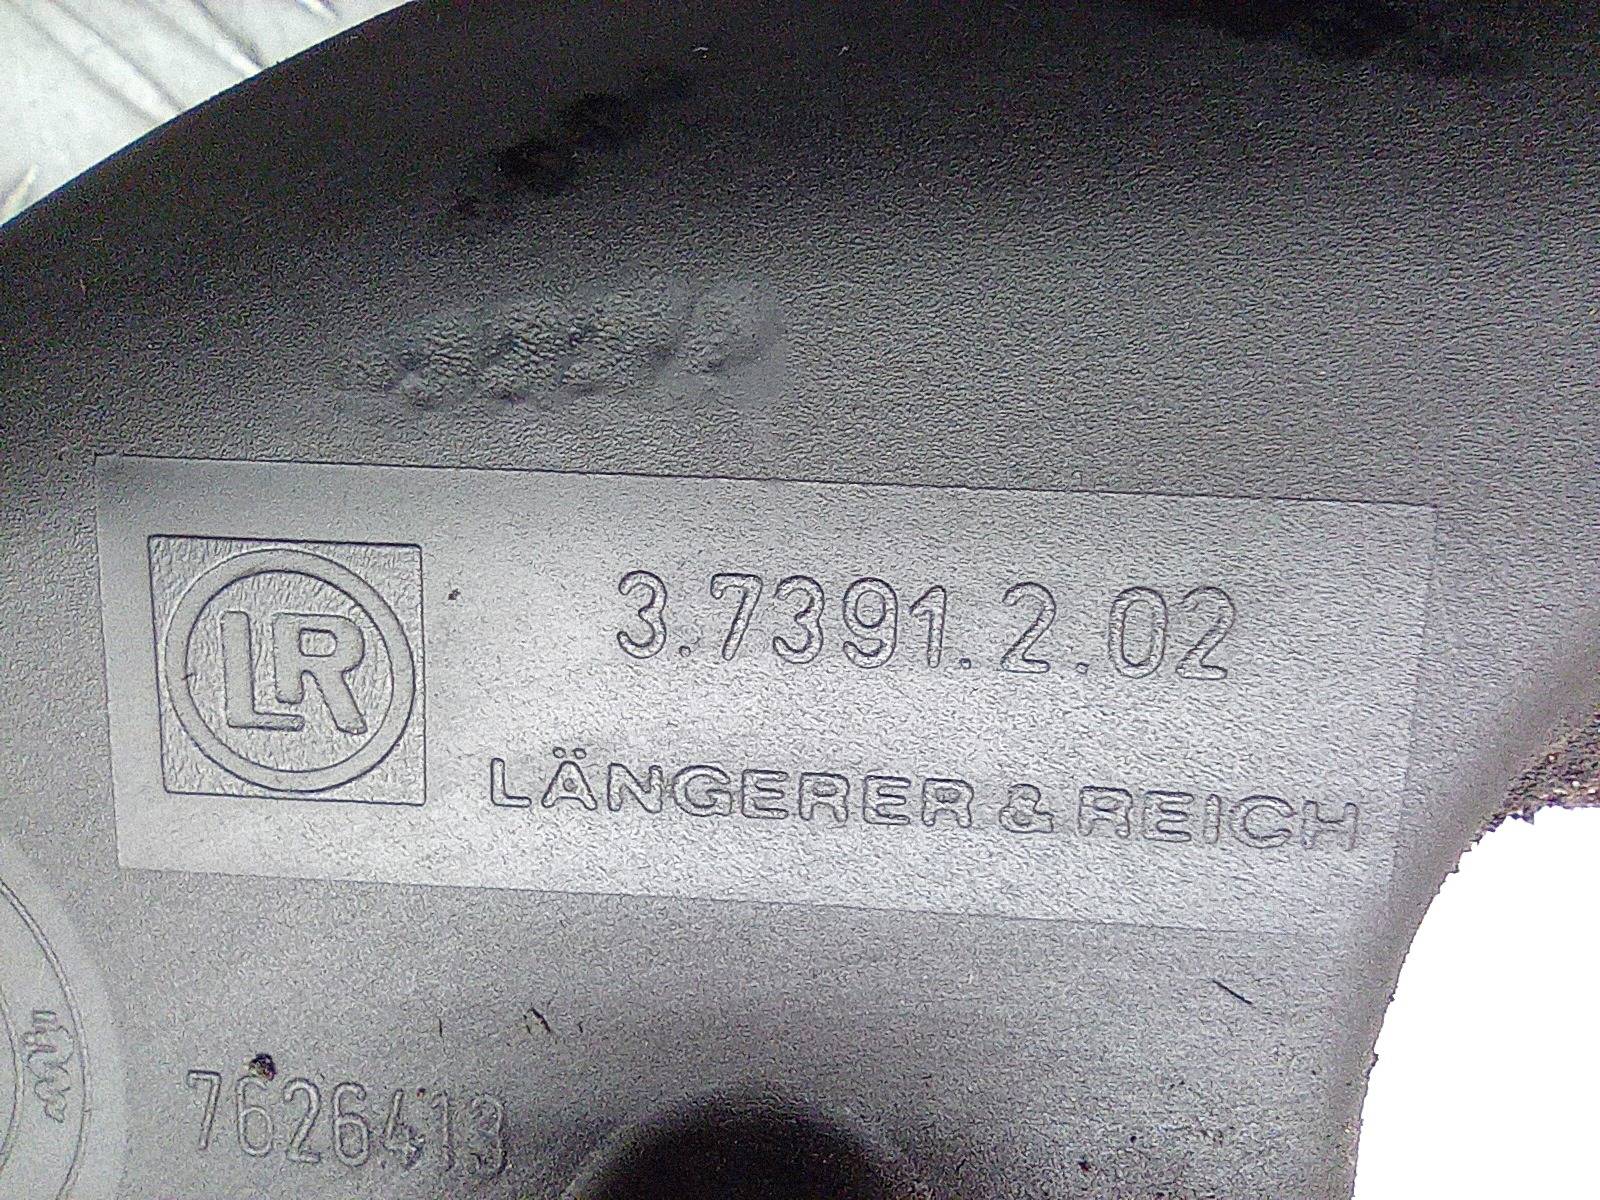 LR
3.7391.2.02
LÄNGERER & REICH
7626413